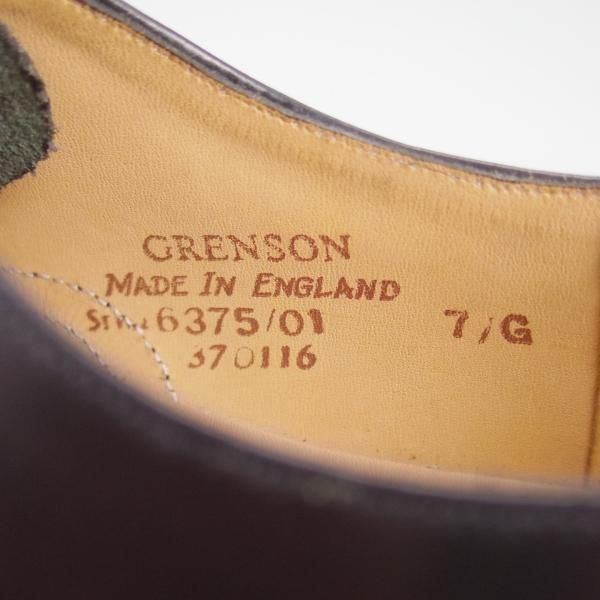 GRENSON
MADE IN ENGLAND
6375/01 7/G
370116